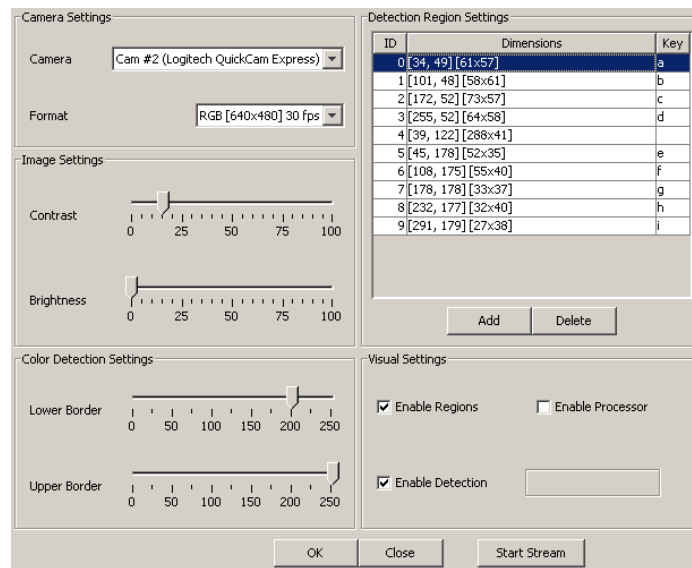 Camera Settings
Camera
Cam #2 (Logitech QuickCam Express)
Format
RGB [640x480] 30 fps
Image Settings
Contrast
0 25 50 75 100
Brightness
0 25 50 75 100
Color Detection Settings
Lower Border
0 50 100 150 200 250
Upper Border
0 50 100 150 200 250
Detection Region Settings
ID Dimensions Key
0 [34, 49] [61x57] a
1 [101, 48] [58x61] b
2 [172, 52] [73x57] c
3 [255, 52] [64x58] d
4 [39, 122] [288x41]
5 [45, 178] [52x35] e
6 [108, 175] [55x40] f
7 [178, 178] [33x37] g
8 [232, 177] [32x40] h
9 [291, 179] [27x38] i
Add Delete
Visual Settings
Enable Regions Enable Processor
Enable Detection
OK Close Start Stream